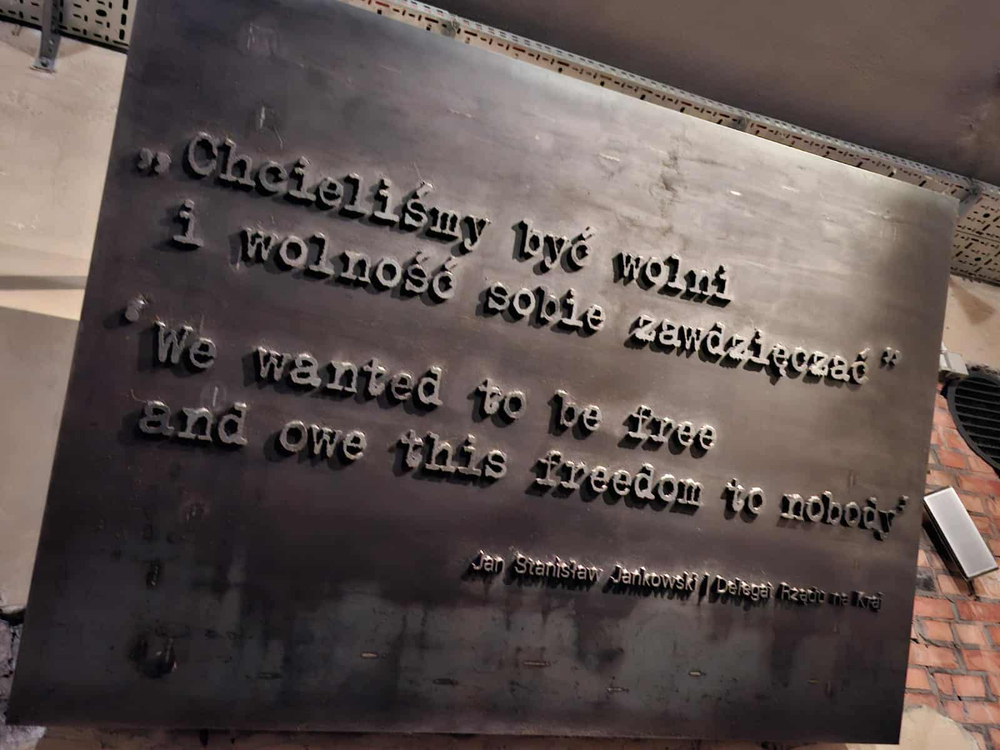 „Chcieliśmy być wolni
i wolność sobie zawdzięczać”
‘We wanted to be free
and owe this freedom to nobody’
Jan Stanisław Jankowski | Delegat Rządu na Kraj